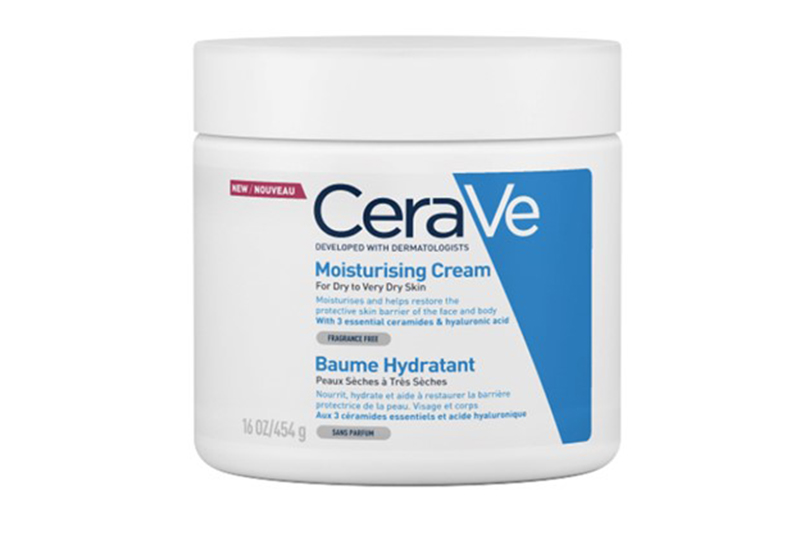 NEW / NOUVEAU
CeraVe
DEVELOPED WITH DERMATOLOGISTS
Moisturising Cream
For Dry to Very Dry Skin
Moisturises and helps restore the
protective skin barrier of the face and body
With 3 essential ceramides & hyaluronic acid
FRAGRANCE FREE
Baume Hydratant
Peaux Sèches à Très Sèches
Nourrit, hydrate et aide à restaurer la barrière
protectrice de la peau. Visage et corps
Aux 3 céramides essentiels et acide hyaluronique
16 OZ/454 g
SANS PARFUM